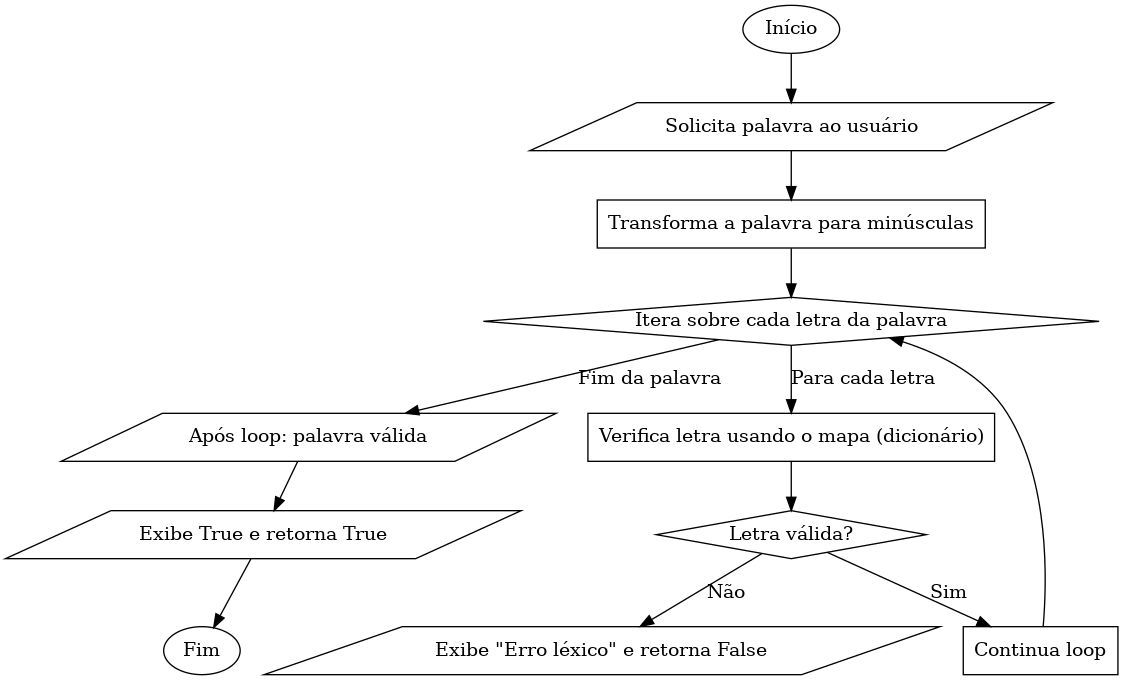 Início
Solicita palavra ao usuário
Transforma a palavra para minúsculas
Itera sobre cada letra da palavra
Fim da palavra
Para cada letra
Após loop: palavra válida
Verifica letra usando o mapa (dicionário)
Exibe True e retorna True
Letra válida?
Não
Sim
Fim
Exibe "Erro léxico" e retorna False
Continua loop